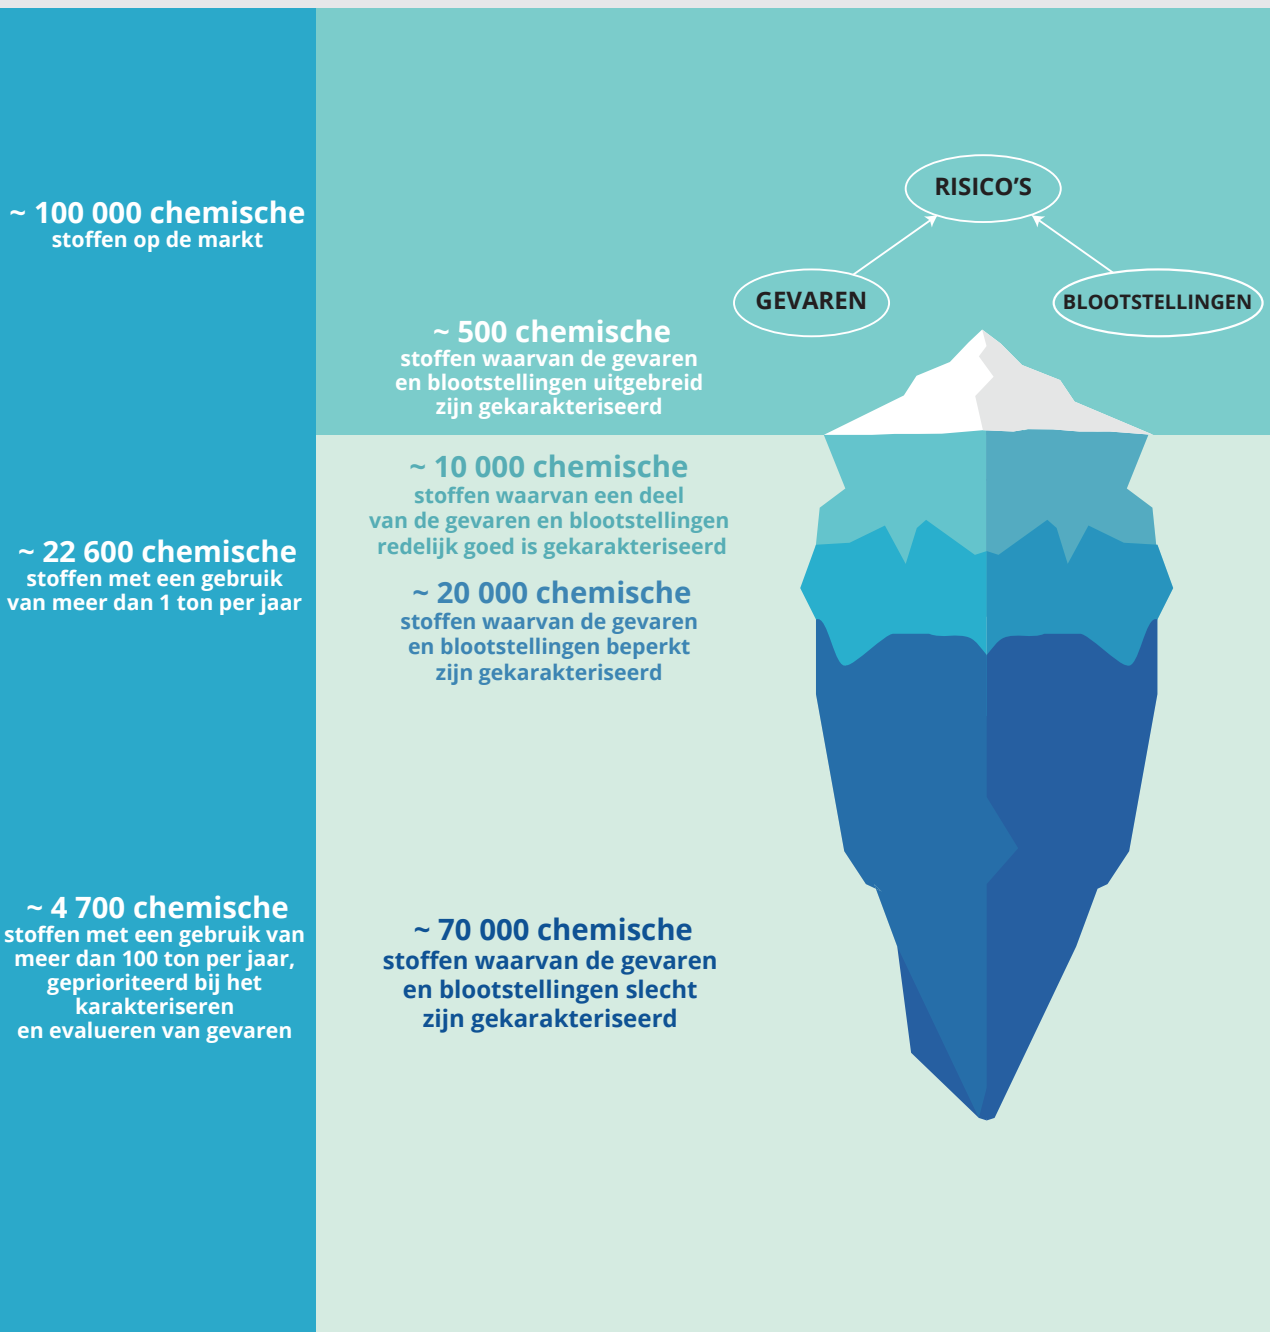 ~ 100 000 chemische
stoffen op de markt
~ 22 600 chemische
stoffen met een gebruik
van meer dan 1 ton per jaar
~ 4 700 chemische
stoffen met een gebruik van
meer dan 100 ton per jaar,
geprioriteerd bij het
karakteriseren
en evalueren van gevaren
RISICO’S
GEVAREN
BLOOTSTELLINGEN
~ 500 chemische
stoffen waarvan de gevaren
en blootstellingen uitgebreid
zijn gekarakteriseerd
~ 10 000 chemische
stoffen waarvan een deel
van de gevaren en blootstellingen
redelijk goed is gekarakteriseerd
~ 20 000 chemische
stoffen waarvan de gevaren
en blootstellingen beperkt
zijn gekarakteriseerd
~ 70 000 chemische
stoffen waarvan de gevaren
en blootstellingen slecht
zijn gekarakteriseerd